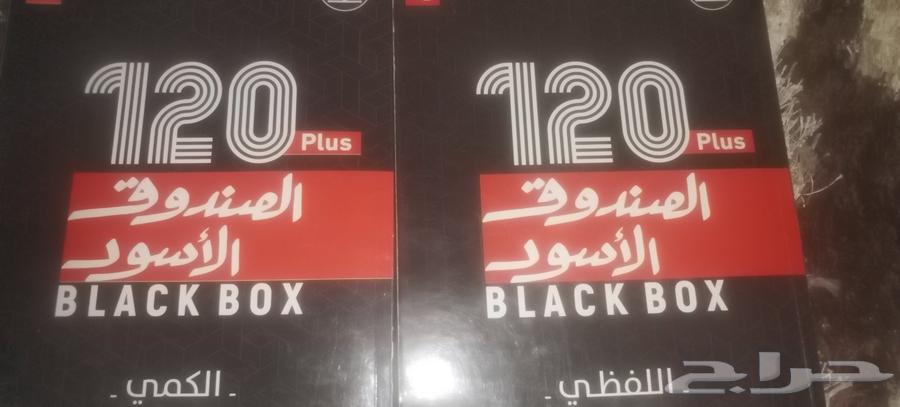 120 Plus
الصندوق
الأسود
BLACK BOX
- الكمي -
120 Plus
الصندوق
الأسود
BLACK BOX
- اللفظي -
حراج